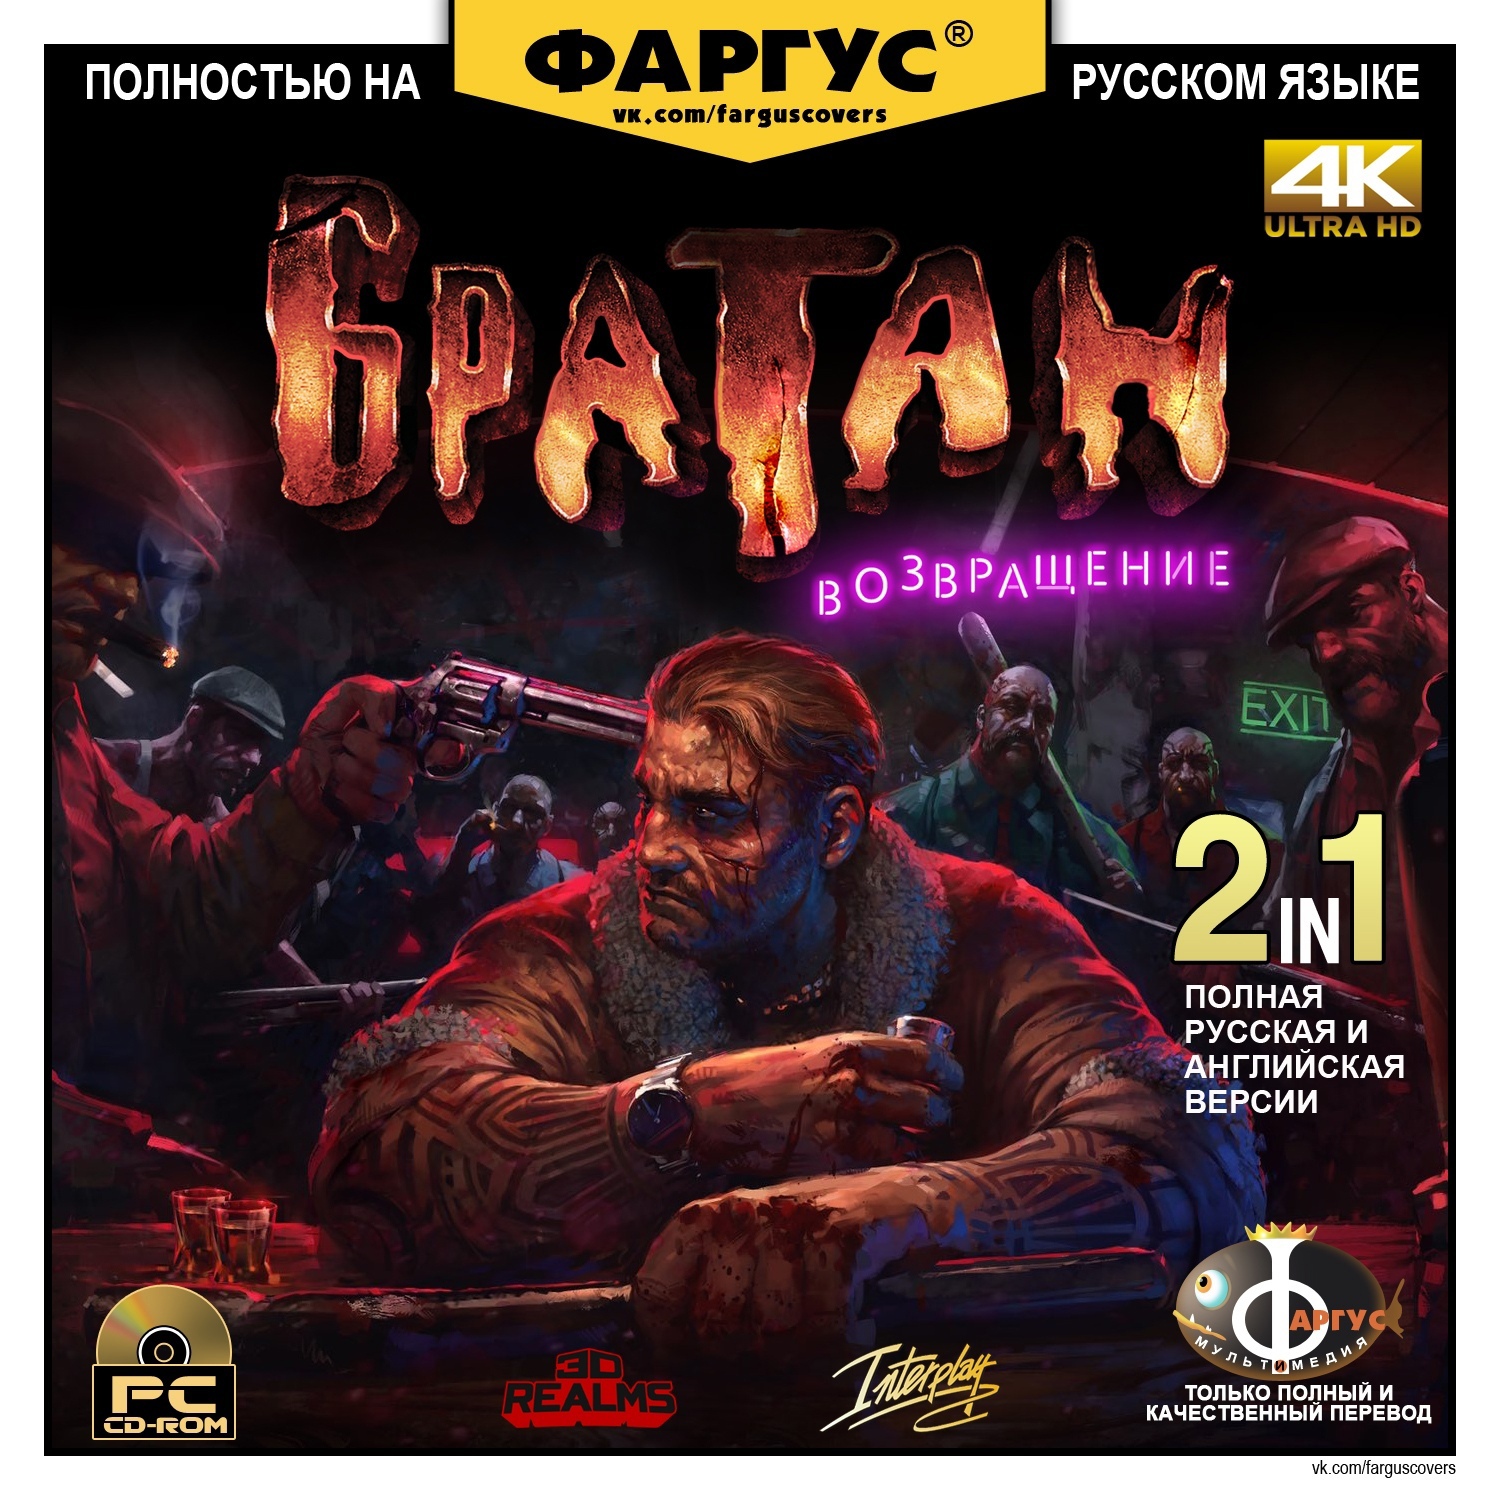 ФАРГУС®
vk.com/farguscovers
ПОЛНОСТЬЮ НА РУССКОМ ЯЗЫКЕ
4K
ULTRA HD
БРАТАН
ВОЗВРАЩЕНИЕ
EXIT
2IN1
ПОЛНАЯ
РУССКАЯ И
АНГЛИЙСКАЯ
ВЕРСИИ
PC
CD-ROM
3D
REALMS
Interplay
ФАРГУС
МУЛЬТИМЕДИЯ
ТОЛЬКО ПОЛНЫЙ И
КАЧЕСТВЕННЫЙ ПЕРЕВОД
vk.com/farguscovers